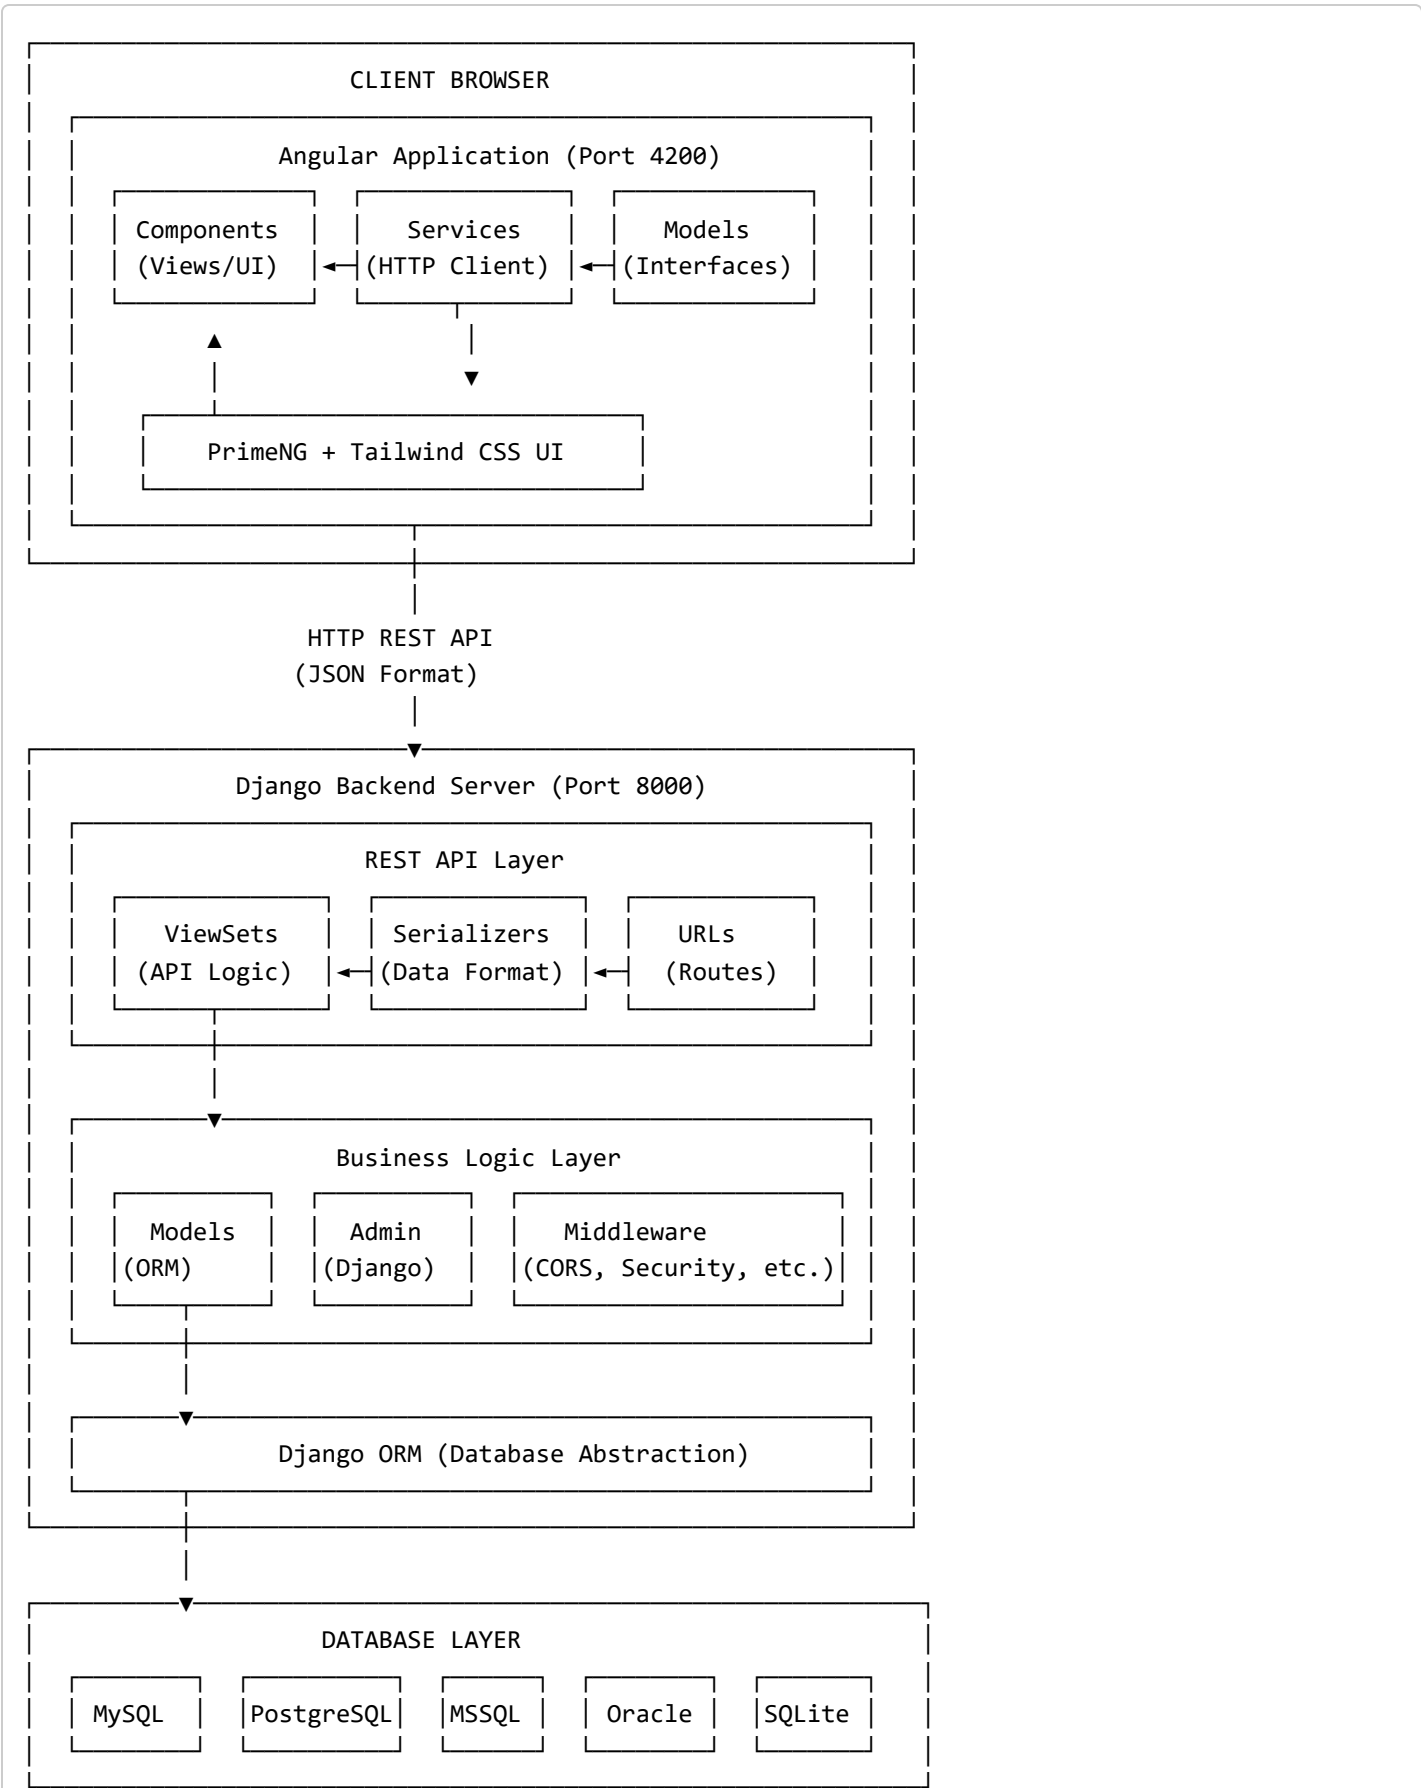 CLIENT BROWSER
Angular Application (Port 4200)
Components Services Models
(Views/UI) (HTTP Client) (Interfaces)
PrimeNG + Tailwind CSS UI
HTTP REST API
(JSON Format)
Django Backend Server (Port 8000)
REST API Layer
ViewSets Serializers URLs
(API Logic) (Data Format) (Routes)
Business Logic Layer
Models Admin Middleware
(ORM) (Django) (CORS, Security, etc.)
Django ORM (Database Abstraction)
DATABASE LAYER
MySQL PostgreSQL MSSQL Oracle SQLite